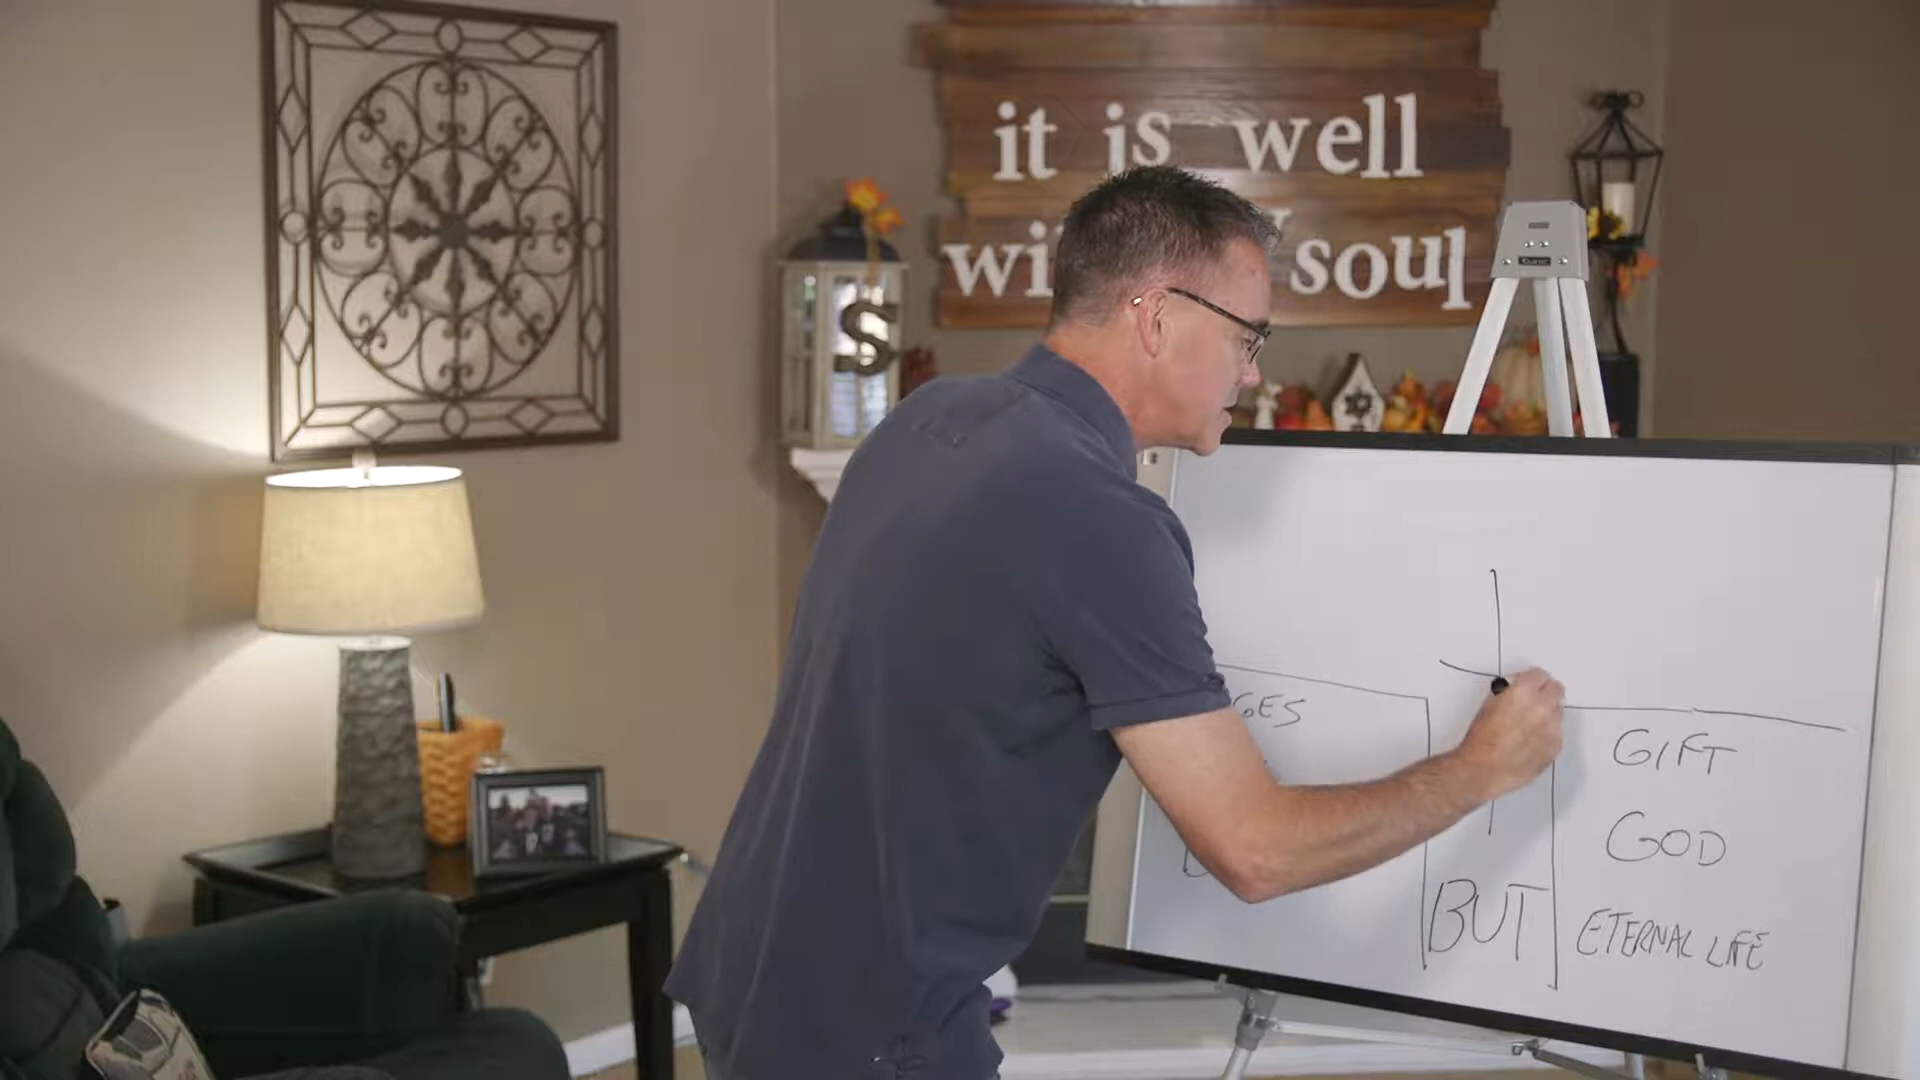 it is well
soul
S
GES
GIFT
GOD
BUT
ETERNAL LIFE